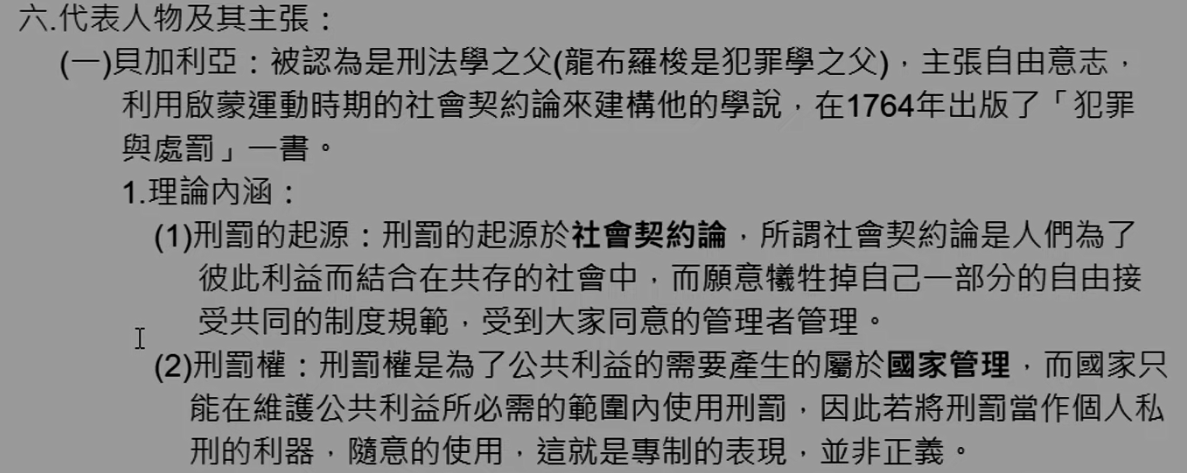 六.代表人物及其主張：
(一)貝加利亞：被認為是刑法學之父(龍布羅梭是犯罪學之父)，主張自由意志，
利用啟蒙運動時期的社會契約論來建構他的學說，在1764年出版了「犯罪
與處罰」一書。
1.理論內涵：
(1)刑罰的起源：刑罰的起源於社會契約論，所謂社會契約論是人們為了
彼此利益而結合在共存的社會中，而願意犧牲掉自己一部分的自由接
受共同的制度規範，受到大家同意的管理者管理。
(2)刑罰權：刑罰權是為了公共利益的需要產生的屬於國家管理，而國家只
能在維護公共利益所必需的範圍內使用刑罰，因此若將刑罰當作個人私
刑的利器，隨意的使用，這就是專制的表現，並非正義。